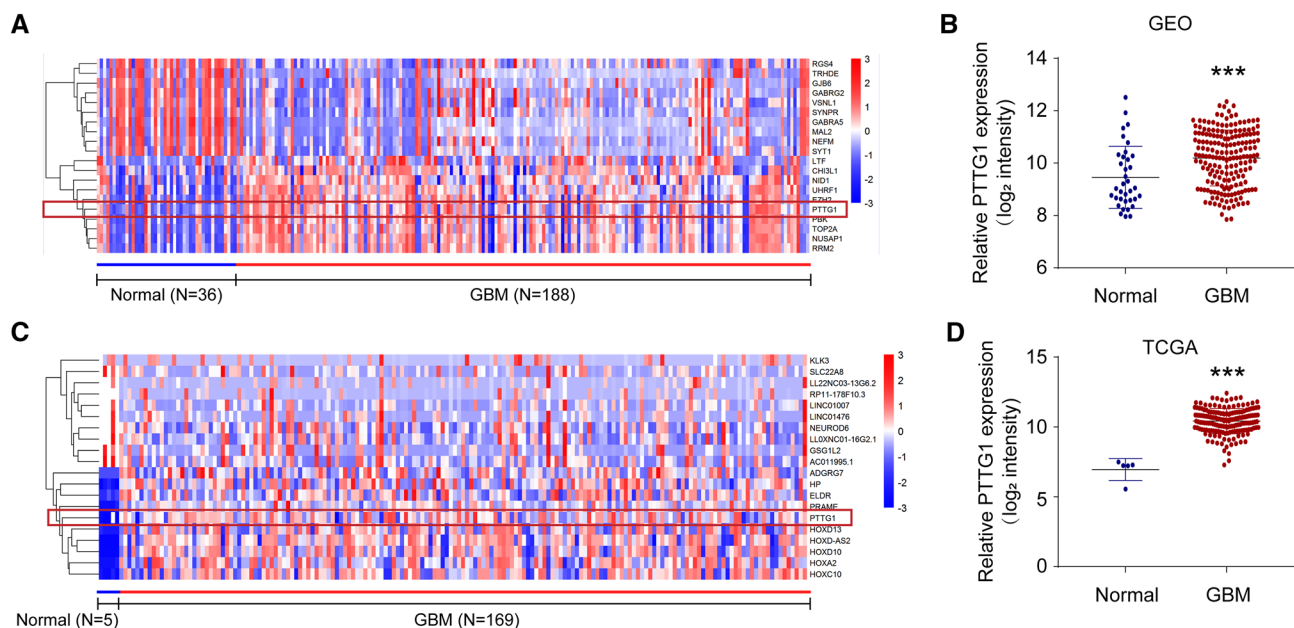 A
RGS4
TRHDE
GJB6
GABRG2
VSNL1
SYNPR
GABRA5
MAL2
NEFM
SYT1
LTF
CHI3L1
NID1
UHRF1
EZH2
PTTG1
PBK
TOP2A
NUSAP1
RRM2
3
2
1
0
-1
-2
-3
Normal (N=36)
GBM (N=188)
B
GEO
Relative PTTG1 expression
(log₂ intensity)
14
12
10
8
6
***
Normal
GBM
C
KLK3
SLC22A8
LL22NC03-13G6.2
RP11-178F10.3
LINC01007
LINC01476
NEUROD6
LL0XNC01-16G2.1
GSG1L2
AC011995.1
ADGRG7
HP
ELDR
PRAME
PTTG1
HOXD13
HOXD-AS2
HOXD10
HOXA2
HOXC10
3
2
1
0
-1
-2
-3
Normal (N=5)
GBM (N=169)
D
TCGA
Relative PTTG1 expression
(log₂ intensity)
15
10
5
0
***
Normal
GBM